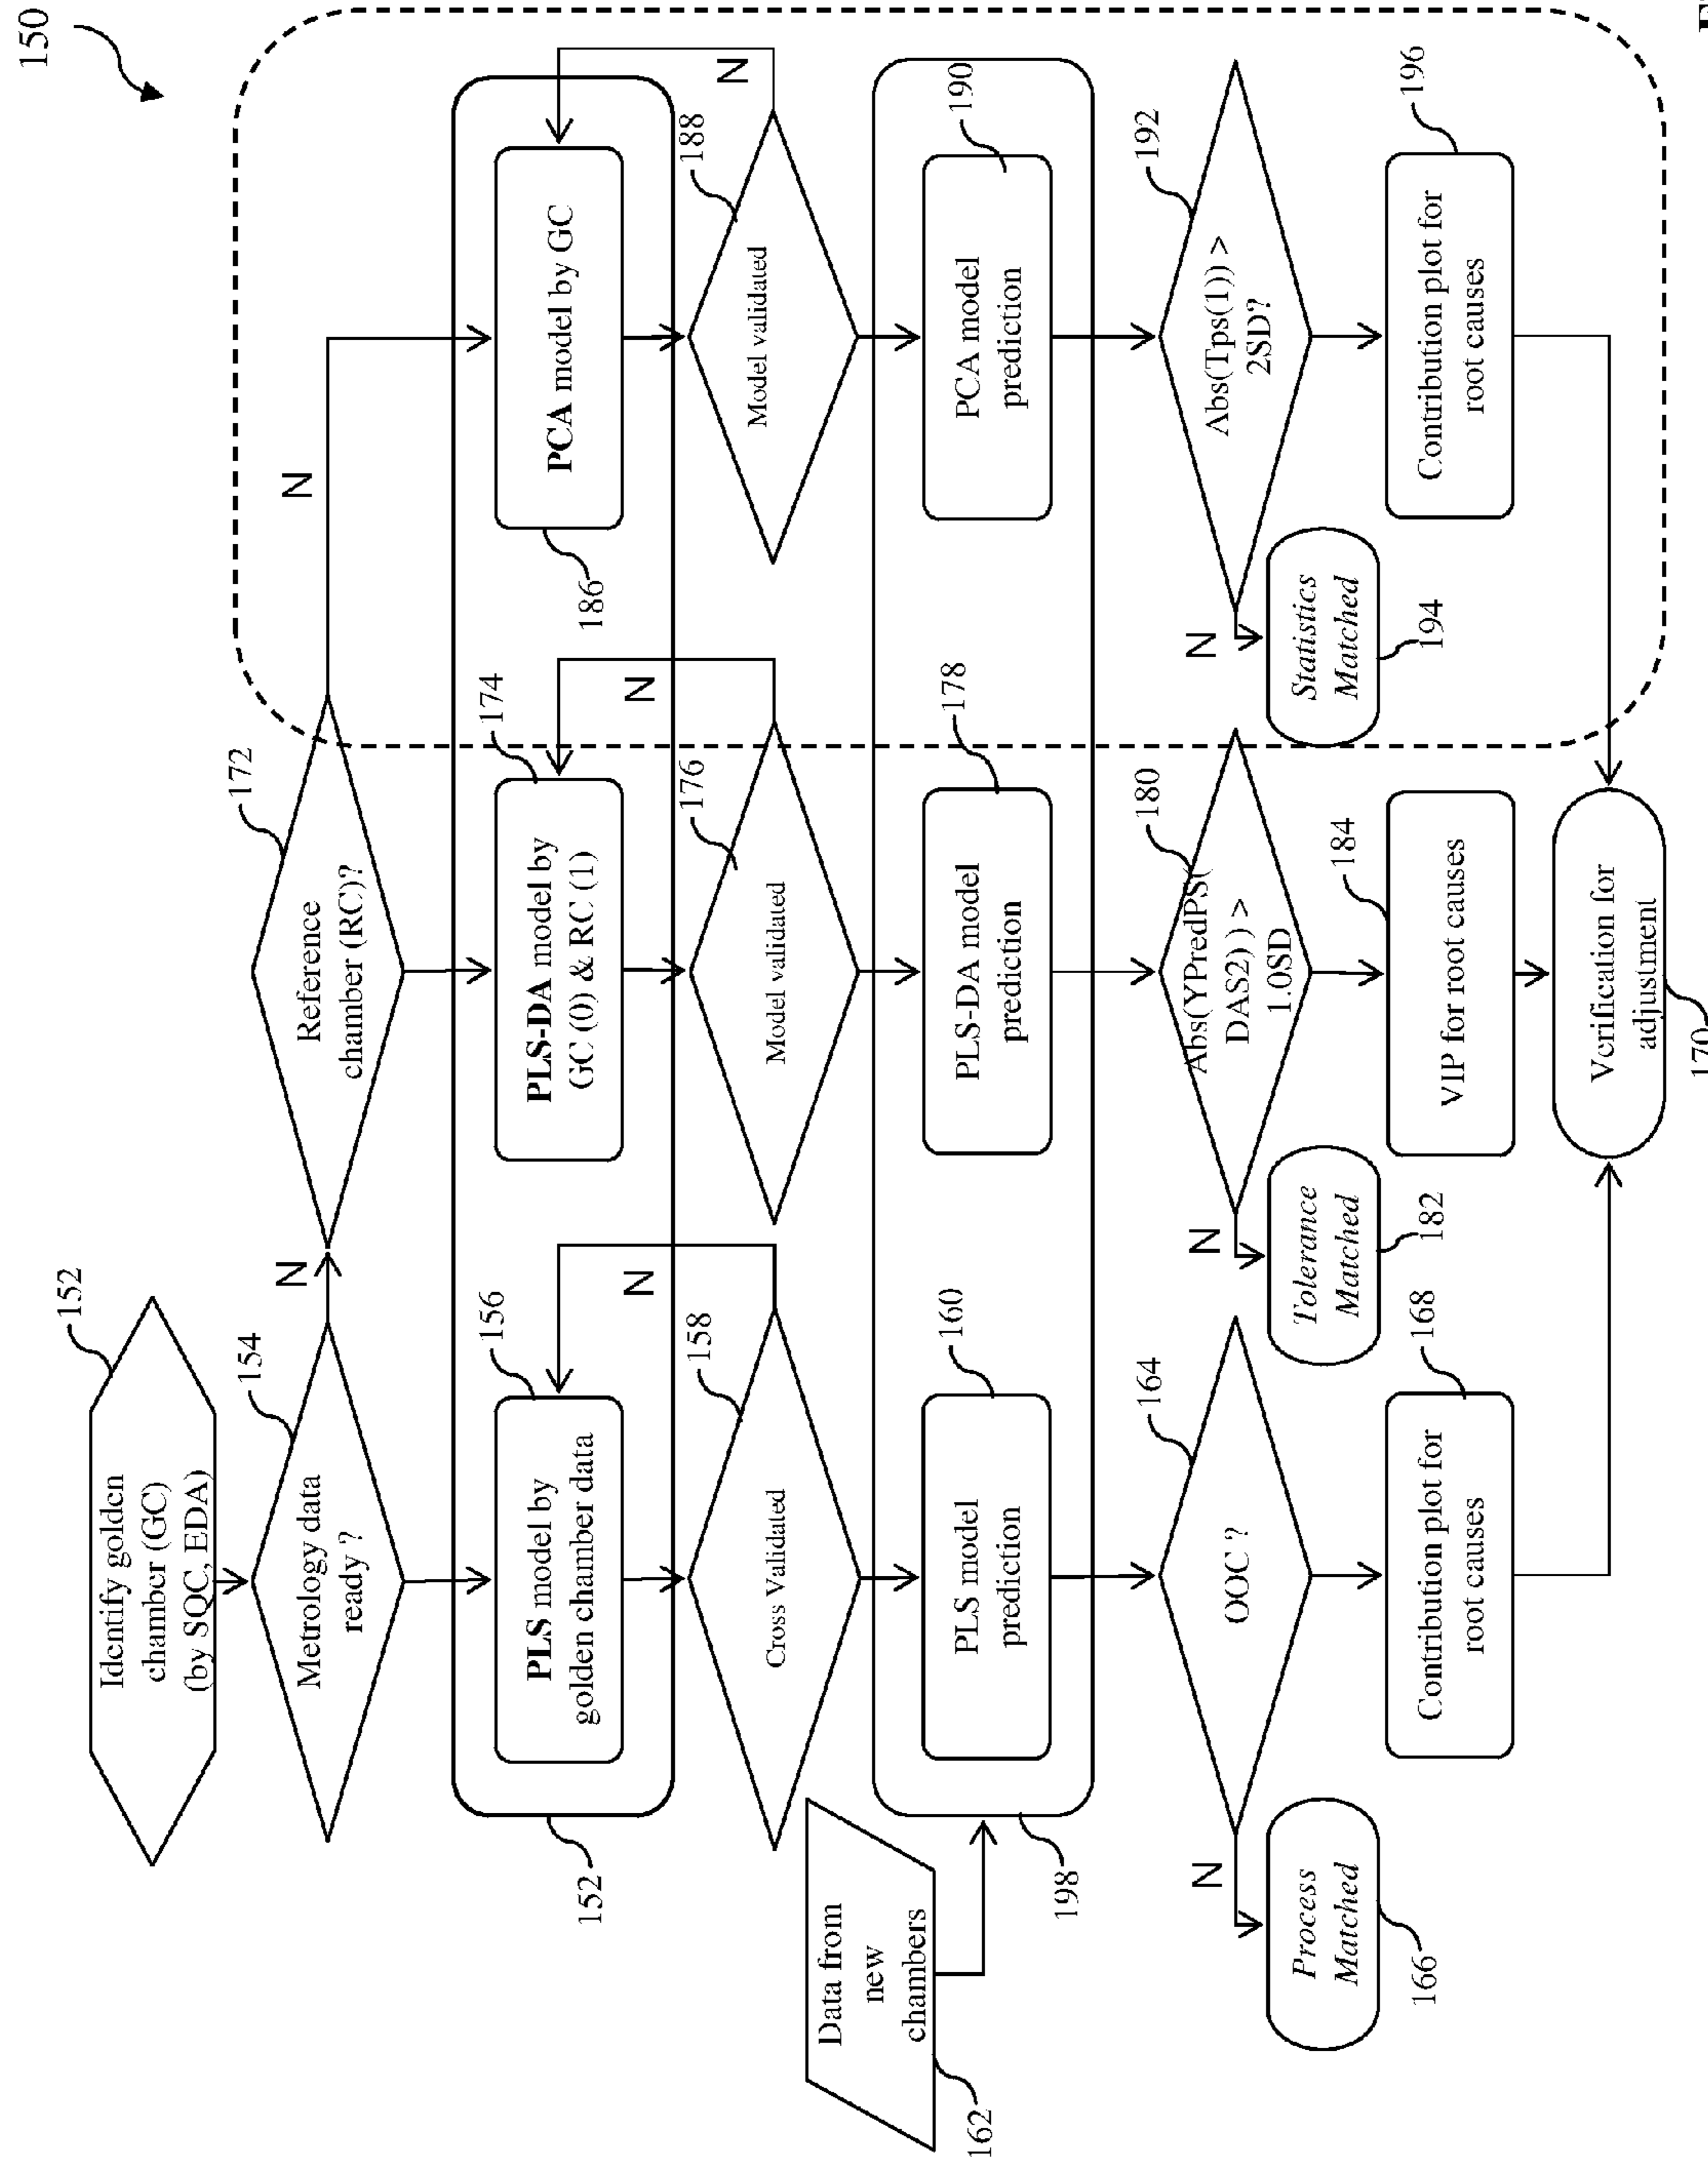 150
152
Identify golden
chamber (GC)
(by SQC, EDA)
154
Metrology data
ready ?
N
172
Reference
chamber (RC)?
N
152
156
PLS model by
golden chamber data
N
174
PLS-DA model by
GC (0) & RC (1)
N
186
PCA model by GC
N
158
Cross Validated
176
Model validated
188
Model validated
Data from
new
chambers
162
198
160
PLS model
prediction
178
PLS-DA model
prediction
190
PCA model
prediction
164
OOC ?
N
Process
Matched
166
180
Abs(YPredPS(
DAS2)) >
1.0SD
N
Tolerance
Matched
182
192
Abs(Tps(1)) >
2SD?
N
Statistics
Matched
194
168
Contribution plot for
root causes
184
VIP for root causes
196
Contribution plot for
root causes
Verification for
adjustment
170